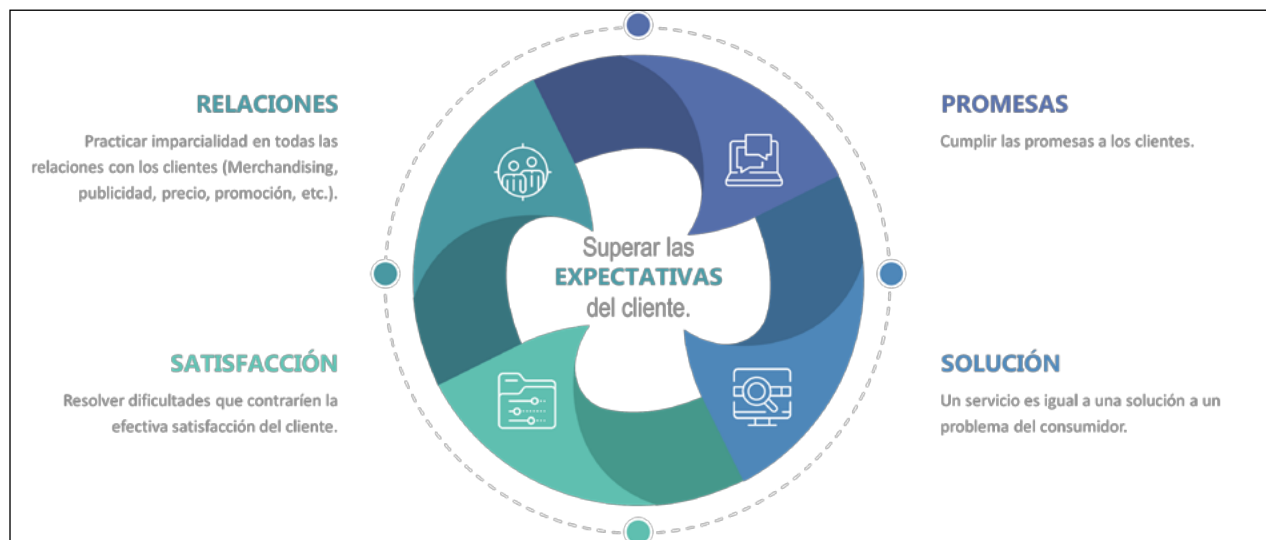 RELACIONES
Practicar imparcialidad en todas las
relaciones con los clientes (Merchandising,
publicidad, precio, promoción, etc.).
PROMESAS
Cumplir las promesas a los clientes.
Superar las
EXPECTATIVAS
del cliente.
SATISFACCIÓN
Resolver dificultades que contraríen la
efectiva satisfacción del cliente.
SOLUCIÓN
Un servicio es igual a una solución a un
problema del consumidor.